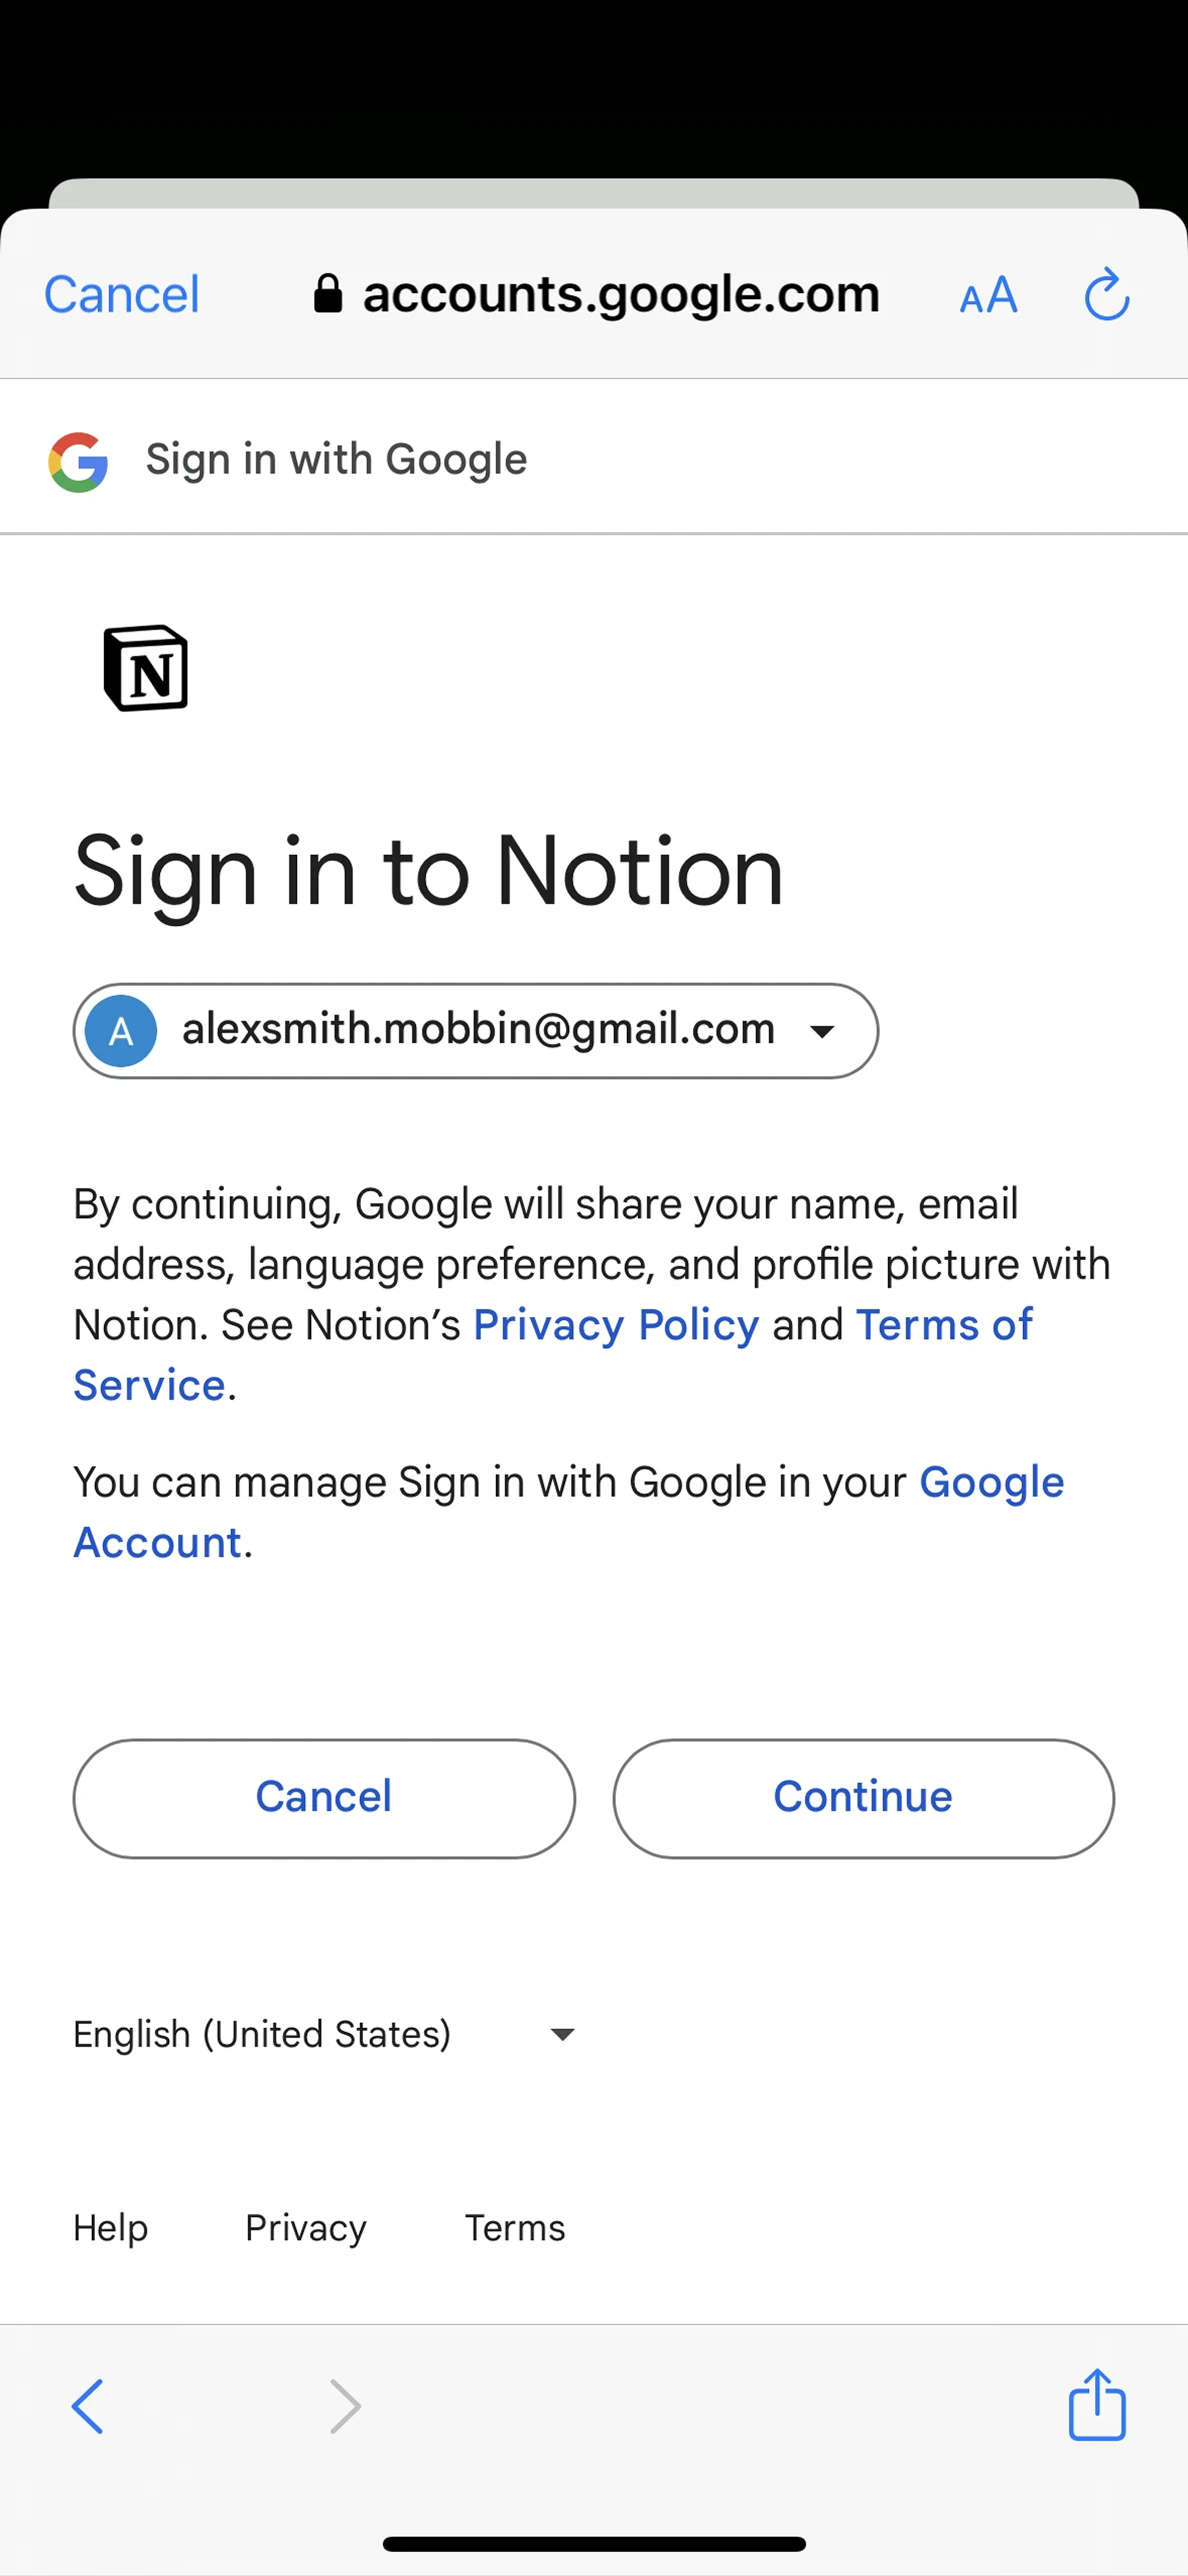 Cancel
accounts.google.com
AA
Sign in with Google
N
Sign in to Notion
A
alexsmith.mobbin@gmail.com
By continuing, Google will share your name, email
address, language preference, and profile picture with
Notion. See Notion’s Privacy Policy and Terms of
Service.
You can manage Sign in with Google in your Google
Account.
Cancel
Continue
English (United States)
Help
Privacy
Terms